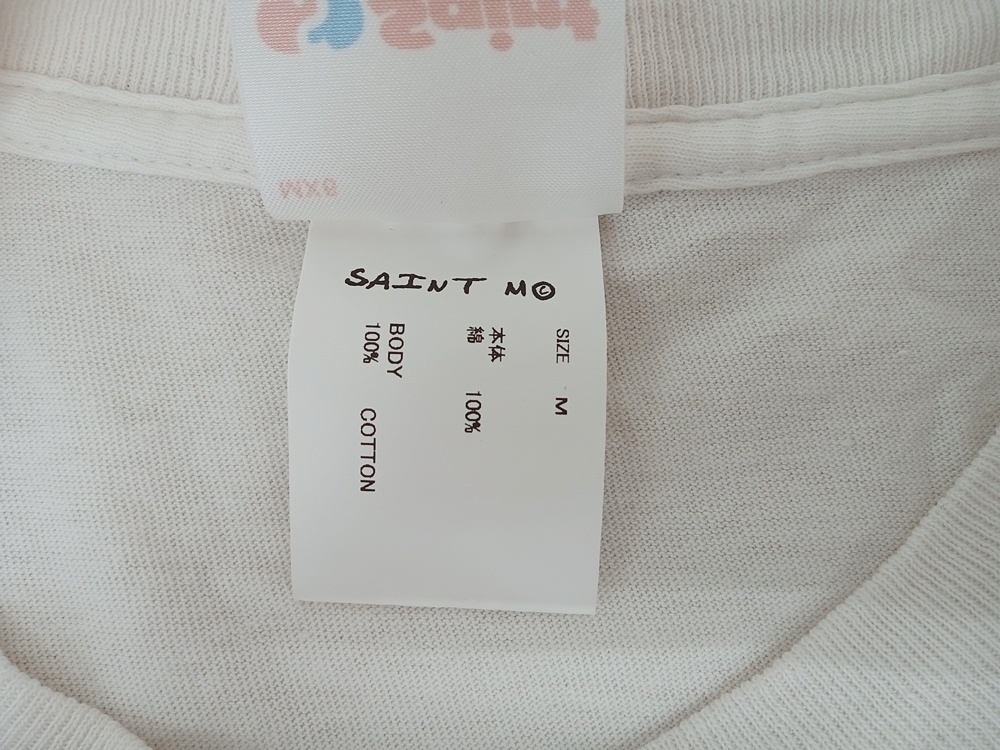 SAINT M©
SIZE M
本体
綿 100%
BODY
100% COTTON